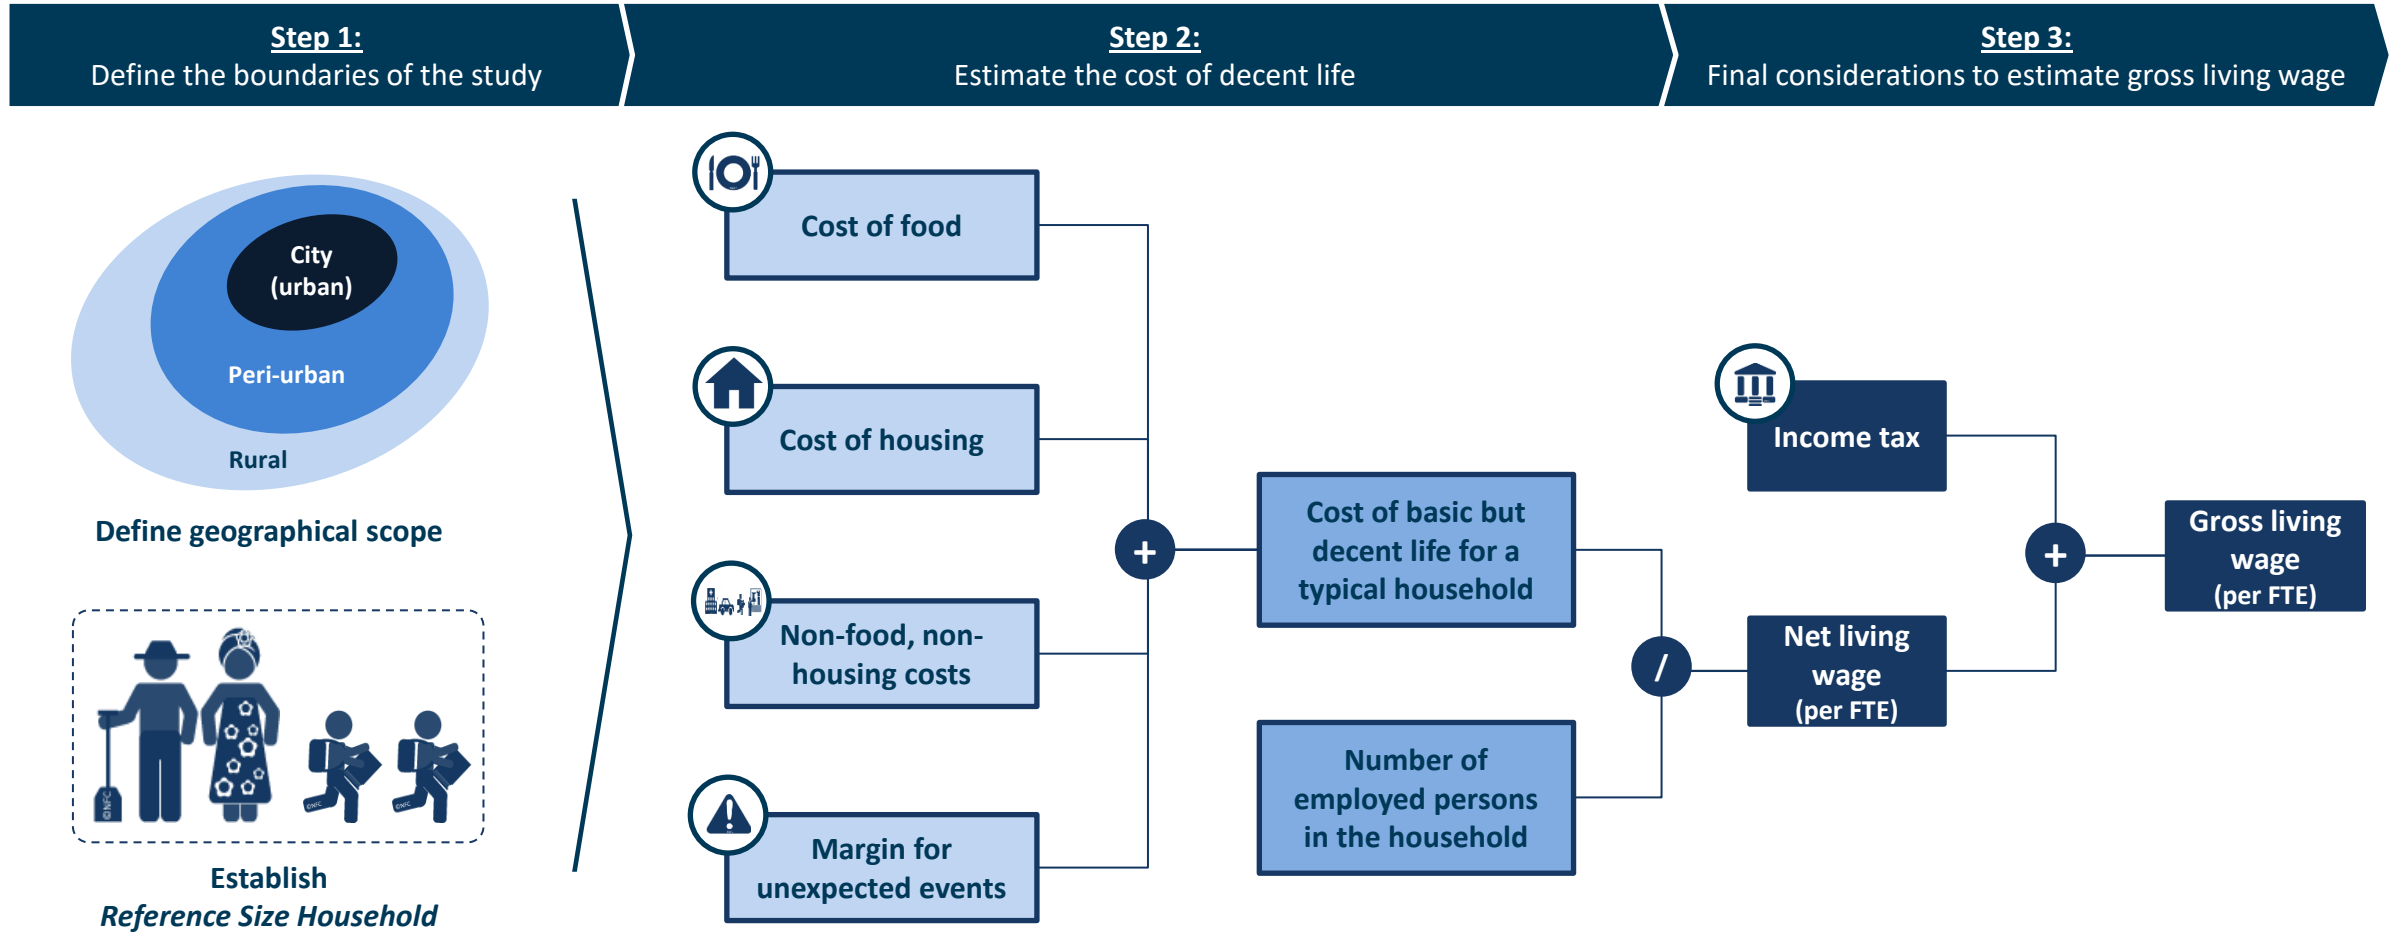 Step 1:
Define the boundaries of the study
Step 2:
Estimate the cost of decent life
Step 3:
Final considerations to estimate gross living wage
City
(urban)
Peri-urban
Rural
Define geographical scope
©NFC
©NFC
©NFC
Establish
Reference Size Household
Cost of food
Cost of housing
Non-food, non-
housing costs
Margin for
unexpected events
+
Cost of basic but
decent life for a
typical household
Number of
employed persons
in the household
/
Income tax
Net living
wage
(per FTE)
+
Gross living
wage
(per FTE)